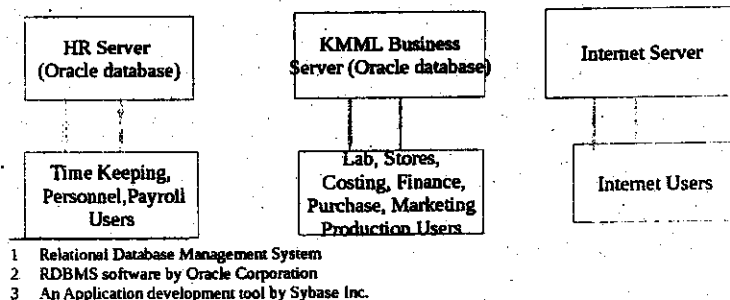 HR Server
(Oracle database)
KMML Business
Server (Oracle database)
Internet Server
Time Keeping,
Personnel,Payroll
Users
Lab, Stores,
Costing, Finance,
Purchase, Marketing
Production Users
Internet Users
1 Relational Database Management System
2 RDBMS software by Oracle Corporation
3 An Application development tool by Sybase Inc.